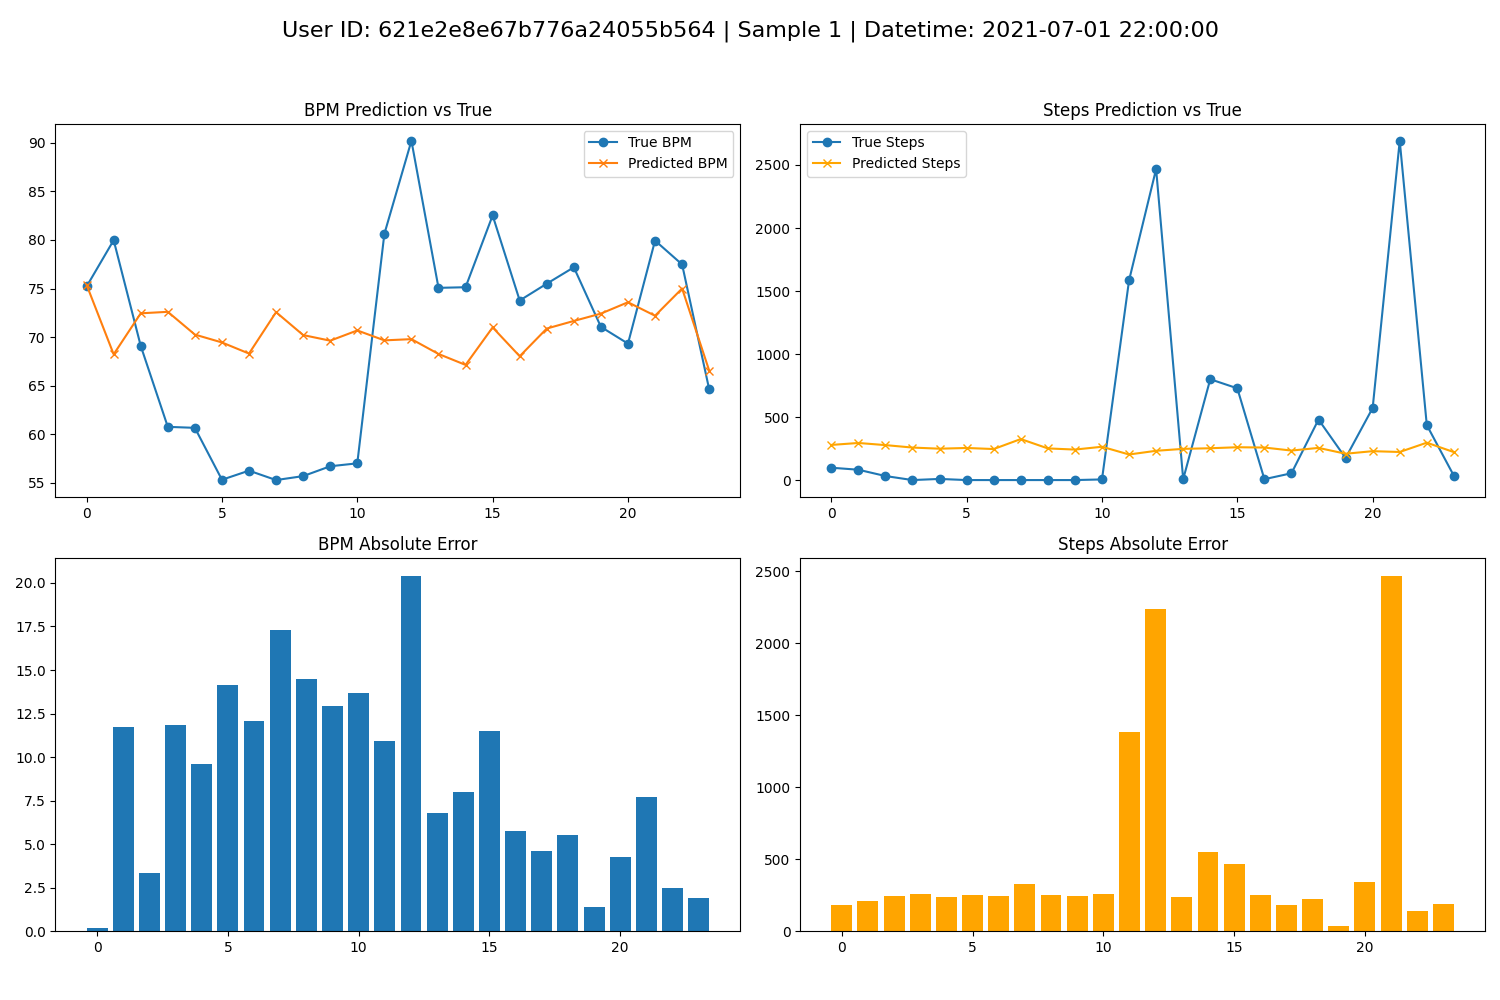 User ID: 621e2e8e67b776a24055b564 | Sample 1 | Datetime: 2021-07-01 22:00:00
BPM Prediction vs True
True BPM
Predicted BPM
90
85
80
75
70
65
60
55
0 5 10 15 20
Steps Prediction vs True
True Steps
Predicted Steps
2500
2000
1500
1000
500
0
0 5 10 15 20
BPM Absolute Error
20.0
17.5
15.0
12.5
10.0
7.5
5.0
2.5
0.0
0 5 10 15 20
Steps Absolute Error
2500
2000
1500
1000
500
0
0 5 10 15 20